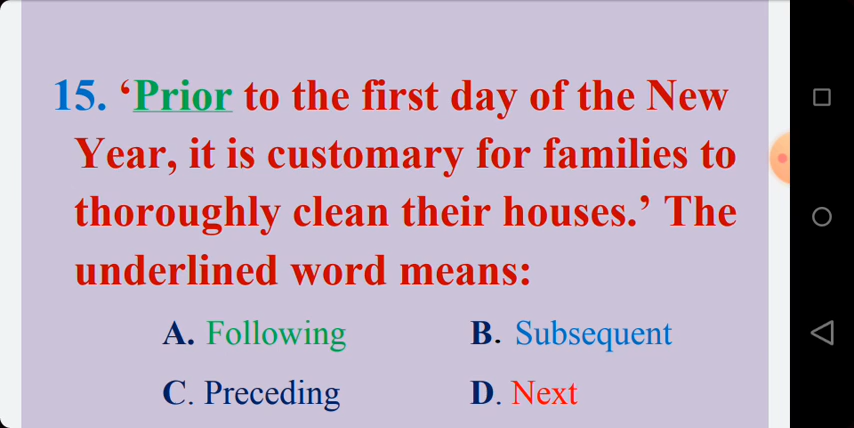 15. ‘Prior to the first day of the New
Year, it is customary for families to
thoroughly clean their houses.’ The
underlined word means:
A. Following B. Subsequent
C. Preceding D. Next